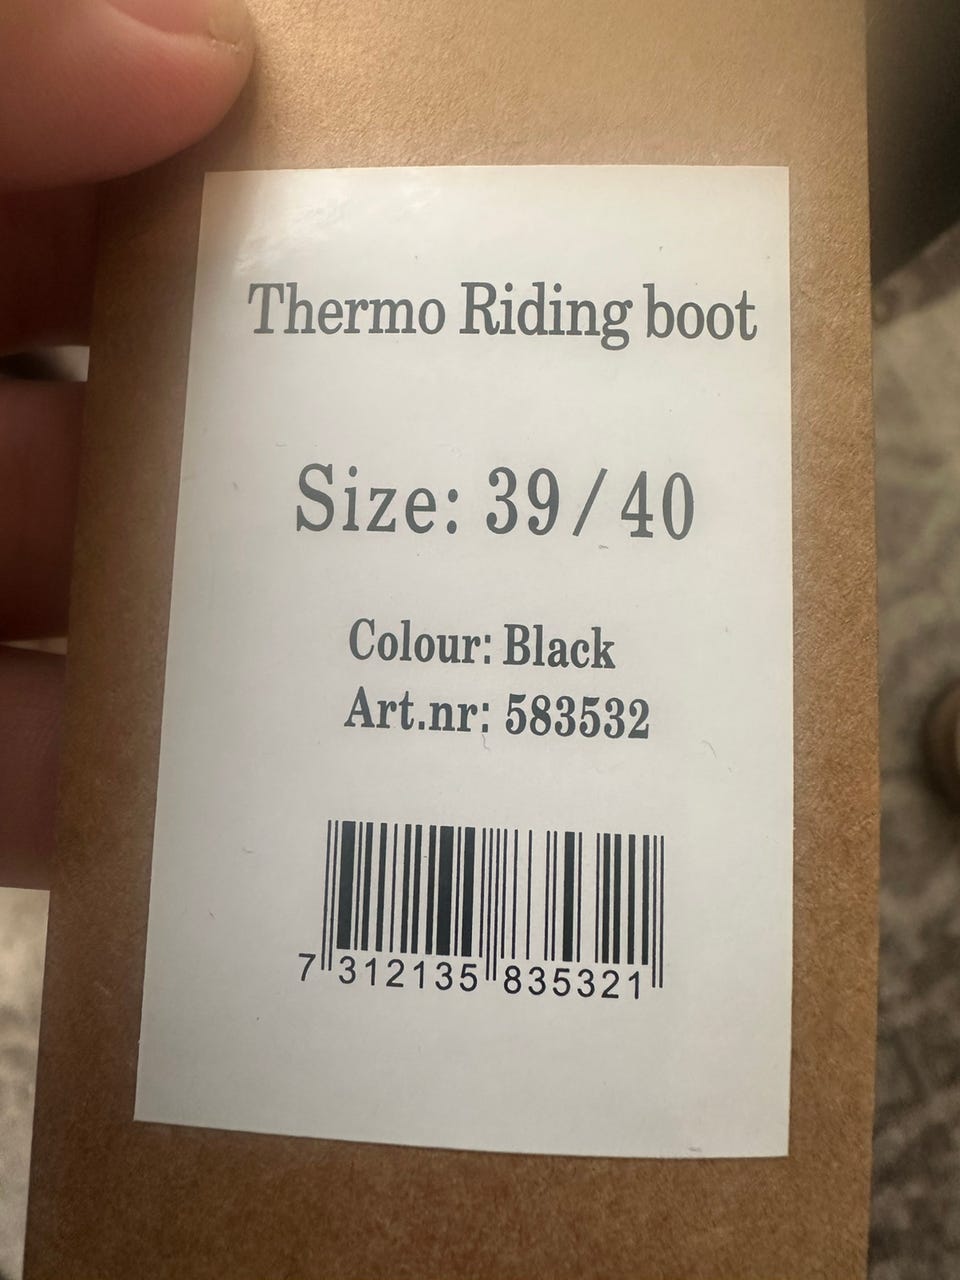 Thermo Riding boot
Size: 39/40
Colour: Black
Art.nr: 583532
7 312135 835321